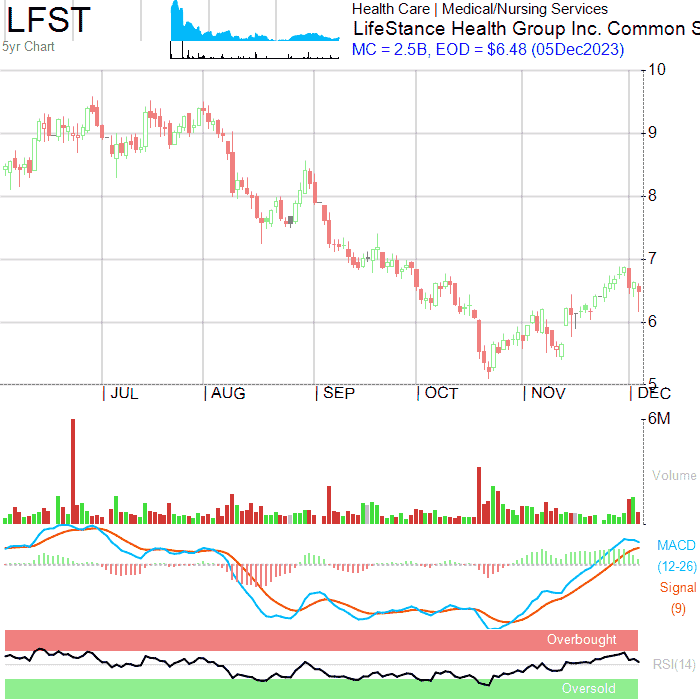 LFST
5yr Chart
Health Care | Medical/Nursing Services
LifeStance Health Group Inc. Common S
MC = 2.5B, EOD = $6.48 (05Dec2023)
10
9
8
7
6
5
JUL AUG SEP OCT NOV DEC
6M
Volume
MACD
(12-26)
Signal
(9)
Overbought
RSI(14)
Oversold